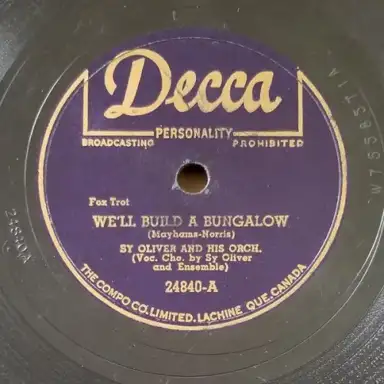 Decca
PERSONALITY
BROADCASTING PROHIBITED
Fox Trot
WE'LL BUILD A BUNGALOW
(Mayhams-Norris)
SY OLIVER AND HIS ORCH.
(Voc. Cho. by Sy Oliver
and Ensemble)
24840-A
THE COMPO CO. LIMITED. LACHINE QUE. CANADA